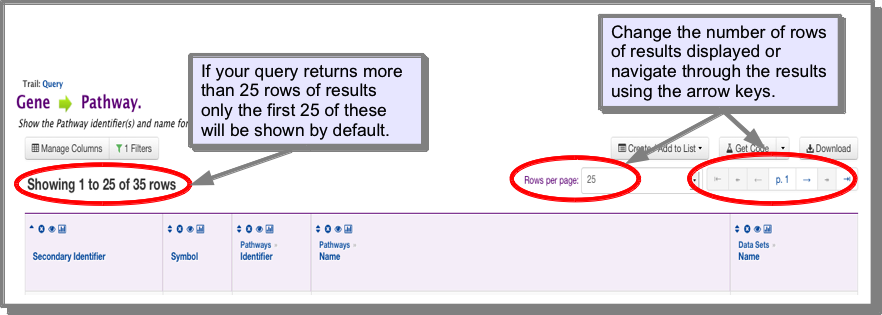 Change the number of rows
of results displayed or
navigate through the results
using the arrow keys.
If your query returns more
than 25 rows of results
only the first 25 of these
will be shown by default.
Trail: Query
Gene Pathway.
Show the Pathway identifier(s) and name for
Manage Columns 1 Filters
Create / Add to List Get Code Download
Showing 1 to 25 of 35 rows
Rows per page: 25 p. 1
Secondary Identifier Symbol Pathways Identifier Pathways Name Data Sets Name